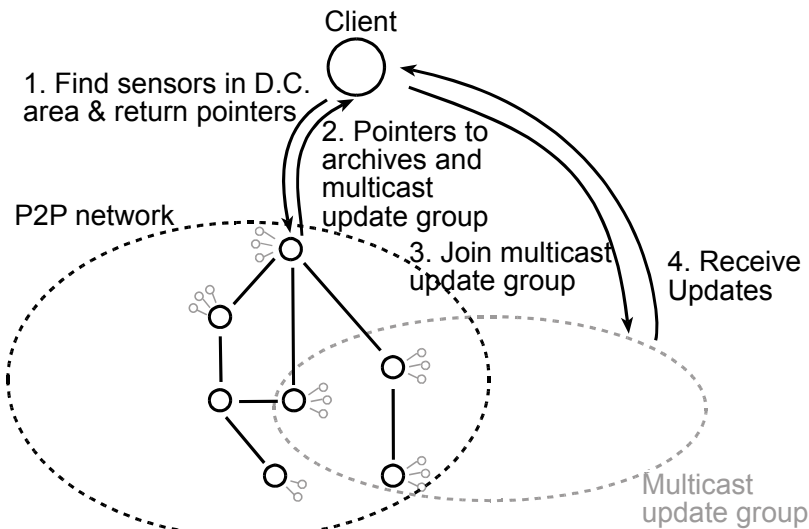 Client
1. Find sensors in D.C.
area & return pointers
2. Pointers to
archives and
multicast
update group
P2P network
3. Join multicast
update group
4. Receive
Updates
Multicast
update group